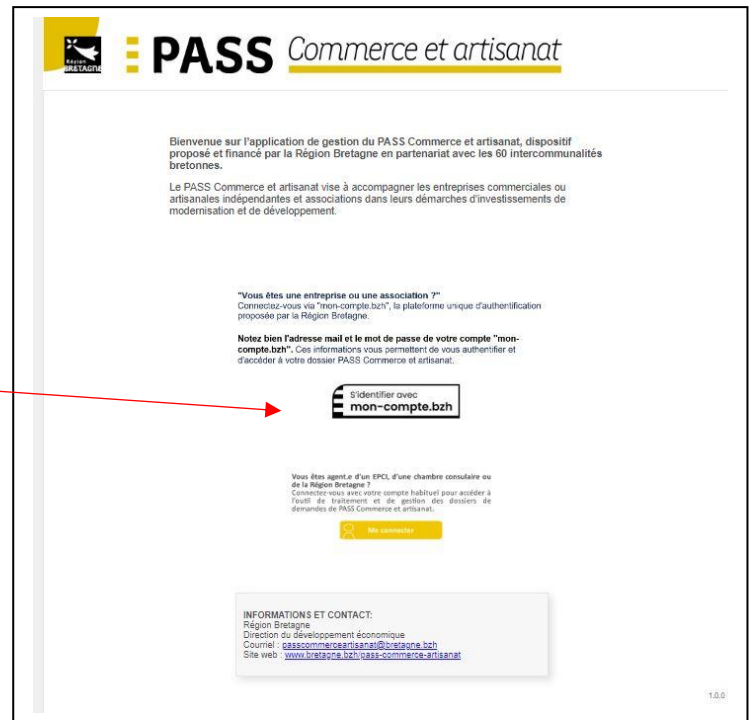 Région
BRETAGNE
PASS Commerce et artisanat
Bienvenue sur l'application de gestion du PASS Commerce et artisanat, dispositif
proposé et financé par la Région Bretagne en partenariat avec les 60 intercommunalités
bretonnes.
Le PASS Commerce et artisanat vise à accompagner les entreprises commerciales ou
artisanales indépendantes et associations dans leurs démarches d'investissements de
modernisation et de développement.
"Vous êtes une entreprise ou une association ?"
Connectez-vous via "mon-compte.bzh", la plateforme unique d'authentification
proposée par la Région Bretagne.
Notez bien l'adresse mail et le mot de passe de votre compte "mon-
compte.bzh". Ces informations vous permettent de vous authentifier et
d'accéder à votre dossier PASS Commerce et artisanat.
S'identifier avec
mon-compte.bzh
Vous êtes agent.e d'un EPCI, d'une chambre consulaire ou
de la Région Bretagne ?
Connectez-vous avec votre compte habituel pour accéder à
l'outil de traitement et de gestion des dossiers de
demandes de PASS Commerce et artisanat.
Me connecter
INFORMATIONS ET CONTACT:
Région Bretagne
Direction du développement économique
Courriel : passcommerceartisanat@bretagne.bzh
Site web : www.bretagne.bzh/pass-commerce-artisanat
1.0.0